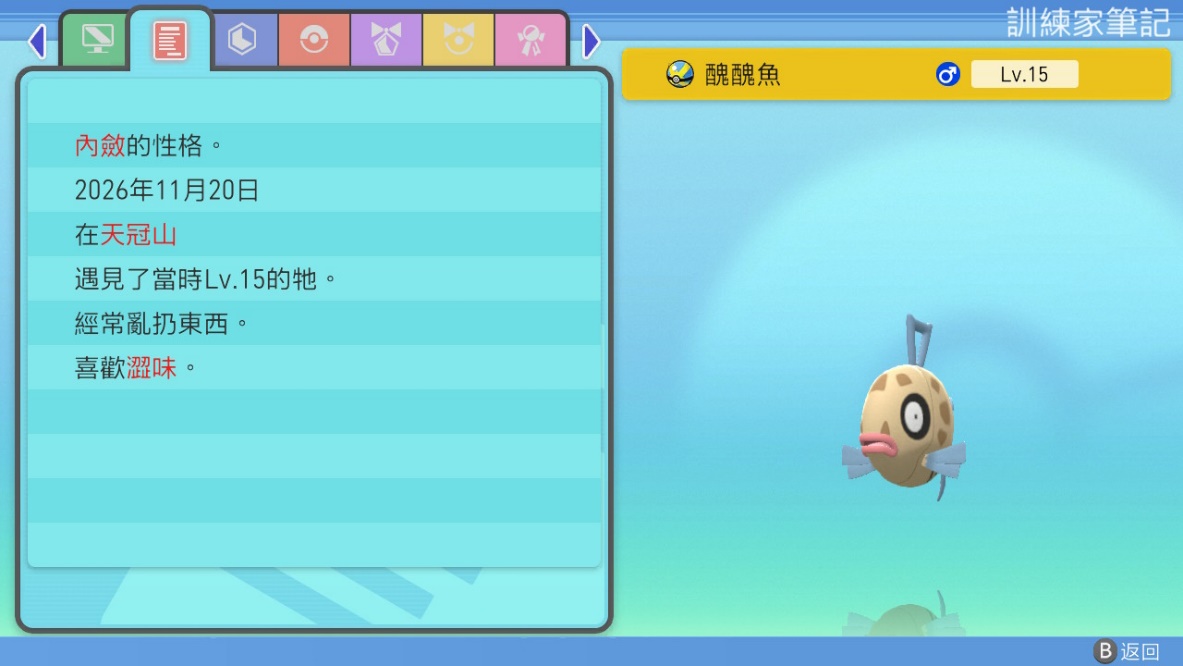 訓練家筆記
醜醜魚 Lv.15
內斂的性格。
2026年11月20日
在天冠山
遇見了當時Lv.15的牠。
經常亂扔東西。
喜歡澀味。
B 返回